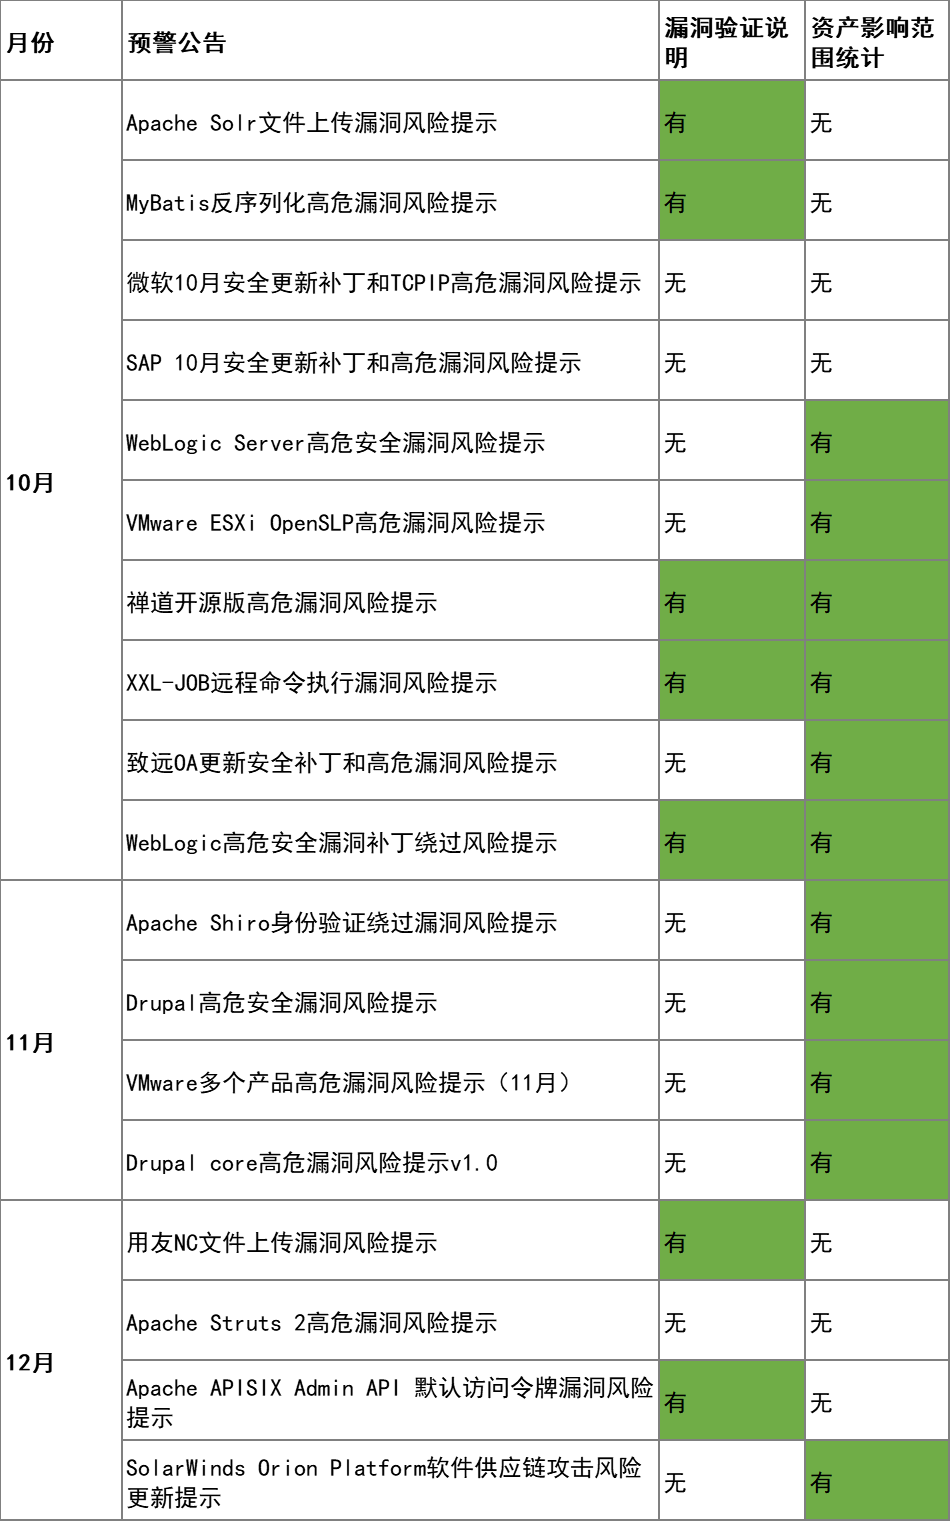 月份 预警公告 漏洞验证说明 资产影响范围统计
10月
Apache Solr文件上传漏洞风险提示 有 无
MyBatis反序列化高危漏洞风险提示 有 无
微软10月安全更新补丁和TCPIP高危漏洞风险提示 无 无
SAP 10月安全更新补丁和高危漏洞风险提示 无 无
WebLogic Server高危安全漏洞风险提示 无 有
VMware ESXi OpenSLP高危漏洞风险提示 无 有
禅道开源版高危漏洞风险提示 有 有
XXL-JOB远程命令执行漏洞风险提示 有 有
致远OA更新安全补丁和高危漏洞风险提示 无 有
WebLogic高危安全漏洞补丁绕过风险提示 有 有
11月
Apache Shiro身份验证绕过漏洞风险提示 无 有
Drupal高危安全漏洞风险提示 无 有
VMware多个产品高危漏洞风险提示（11月） 无 有
Drupal core高危漏洞风险提示v1.0 无 有
12月
用友NC文件上传漏洞风险提示 有 无
Apache Struts 2高危漏洞风险提示 无 无
Apache APISIX Admin API 默认访问令牌漏洞风险
提示 有 无
SolarWinds Orion Platform软件供应链攻击风险
更新提示 无 有